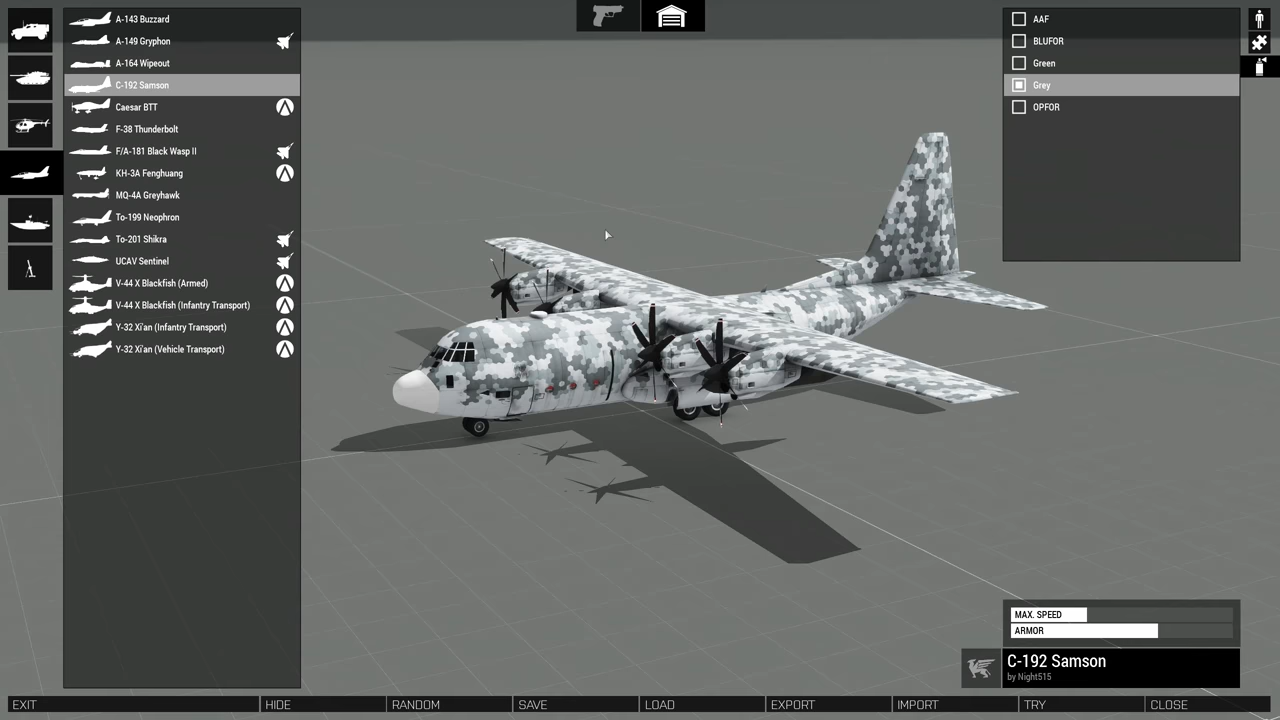 A-143 Buzzard
A-149 Gryphon
A-164 Wipeout
C-192 Samson
Caesar BTT
F-38 Thunderbolt
F/A-181 Black Wasp II
KH-3A Fenghuang
MQ-4A Greyhawk
To-199 Neophron
To-201 Shikra
UCAV Sentinel
V-44 X Blackfish (Armed)
V-44 X Blackfish (Infantry Transport)
Y-32 Xi'an (Infantry Transport)
Y-32 Xi'an (Vehicle Transport)
AAF
BLUFOR
Green
Grey
OPFOR
MAX. SPEED
ARMOR
C-192 Samson
by Night515
EXIT HIDE RANDOM SAVE LOAD EXPORT IMPORT TRY CLOSE